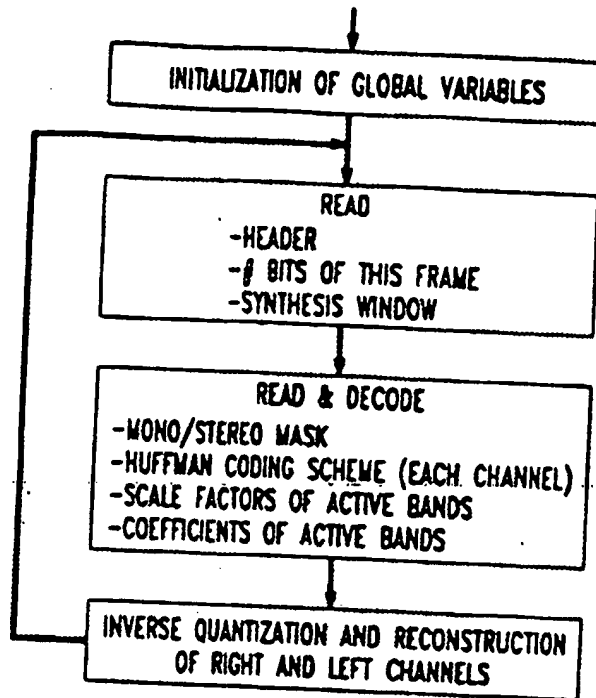 INITIALIZATION OF GLOBAL VARIABLES
READ
-HEADER
-# BITS OF THIS FRAME
-SYNTHESIS WINDOW
READ & DECODE
-MONO/STEREO MASK
-HUFFMAN CODING SCHEME (EACH CHANNEL)
-SCALE FACTORS OF ACTIVE BANDS
-COEFFICIENTS OF ACTIVE BANDS
INVERSE QUANTIZATION AND RECONSTRUCTION
OF RIGHT AND LEFT CHANNELS